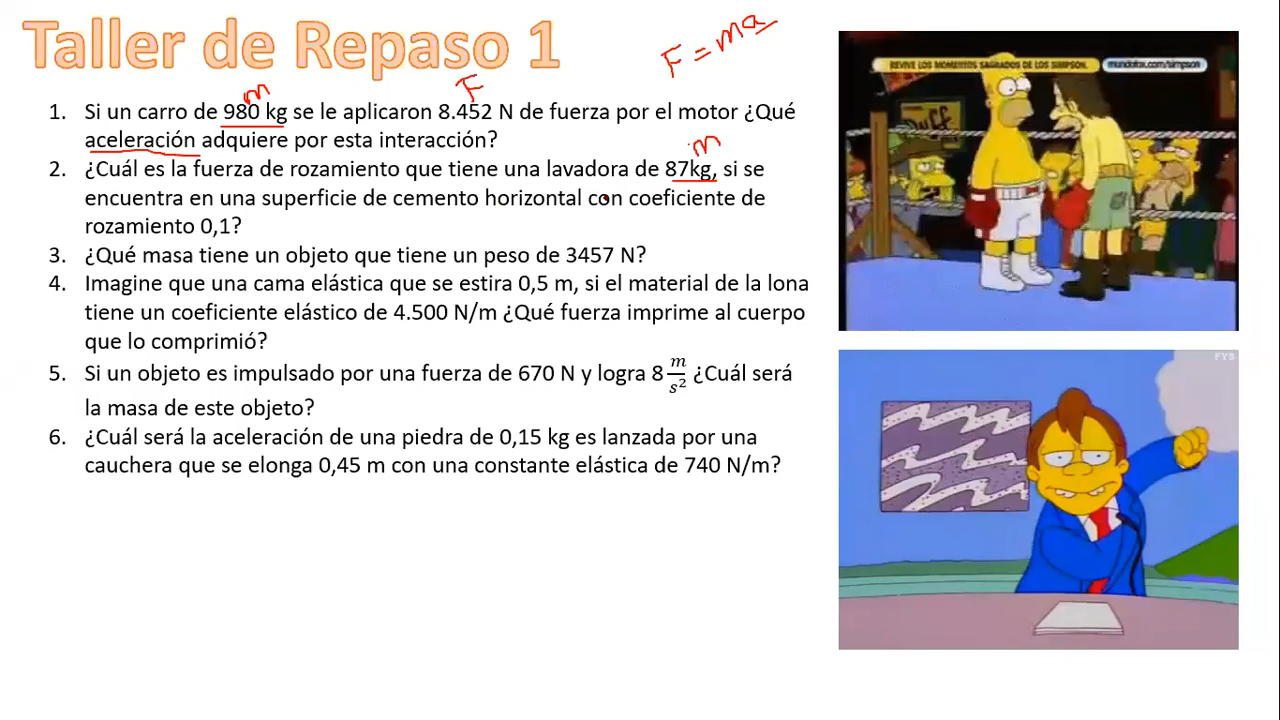 Taller de Repaso 1
F = ma
m
F
1. Si un carro de 980 kg se le aplicaron 8.452 N de fuerza por el motor ¿Qué
aceleración adquiere por esta interacción?
m
2. ¿Cuál es la fuerza de rozamiento que tiene una lavadora de 87kg, si se
encuentra en una superficie de cemento horizontal con coeficiente de
rozamiento 0,1?
3. ¿Qué masa tiene un objeto que tiene un peso de 3457 N?
4. Imagine que una cama elástica que se estira 0,5 m, si el material de la lona
tiene un coeficiente elástico de 4.500 N/m ¿Qué fuerza imprime al cuerpo
que lo comprimió?
5. Si un objeto es impulsado por una fuerza de 670 N y logra 8 m/s² ¿Cuál será
la masa de este objeto?
6. ¿Cuál será la aceleración de una piedra de 0,15 kg es lanzada por una
cauchera que se elonga 0,45 m con una constante elástica de 740 N/m?
REVIVE LOS MOMENTOS SAGRADOS DE LOS SIMPSON. mundofox.com/simpson
Duff
FYS